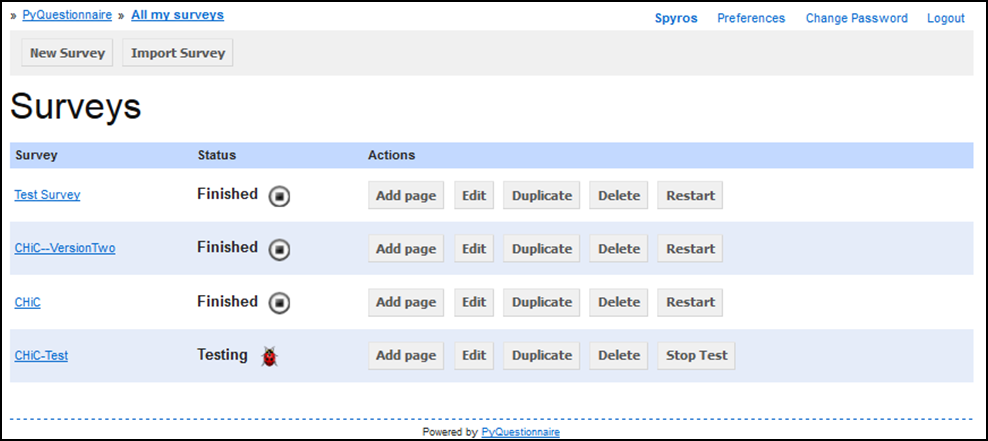 » PyQuestionnaire » All my surveys Spyros Preferences Change Password Logout
New Survey Import Survey
Surveys
Survey Status Actions
Test Survey Finished Add page Edit Duplicate Delete Restart
CHiC--VersionTwo Finished Add page Edit Duplicate Delete Restart
CHiC Finished Add page Edit Duplicate Delete Restart
CHiC-Test Testing Add page Edit Duplicate Delete Stop Test
Powered by PyQuestionnaire